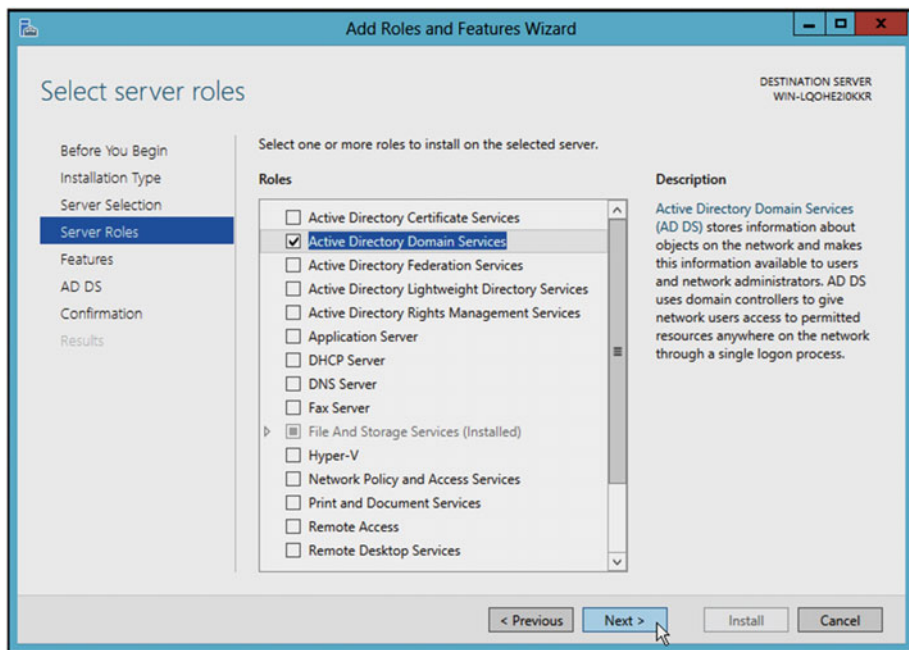 Add Roles and Features Wizard
Select server roles
DESTINATION SERVER
WIN-LQOHE2I0KKR
Before You Begin
Installation Type
Server Selection
Server Roles
Features
AD DS
Confirmation
Results
Select one or more roles to install on the selected server.
Roles
Active Directory Certificate Services
Active Directory Domain Services
Active Directory Federation Services
Active Directory Lightweight Directory Services
Active Directory Rights Management Services
Application Server
DHCP Server
DNS Server
Fax Server
File And Storage Services (Installed)
Hyper-V
Network Policy and Access Services
Print and Document Services
Remote Access
Remote Desktop Services
Description
Active Directory Domain Services
(AD DS) stores information about
objects on the network and makes
this information available to users
and network administrators. AD DS
uses domain controllers to give
network users access to permitted
resources anywhere on the network
through a single logon process.
< Previous
Next >
Install
Cancel